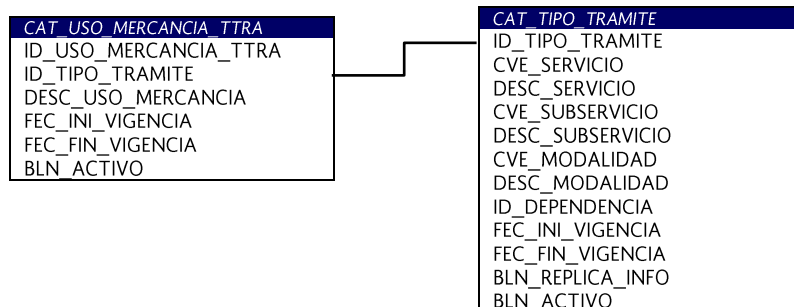 CAT_USO_MERCANCIA_TTRA
ID_USO_MERCANCIA_TTRA
ID_TIPO_TRAMITE
DESC_USO_MERCANCIA
FEC_INI_VIGENCIA
FEC_FIN_VIGENCIA
BLN_ACTIVO
CAT_TIPO_TRAMITE
ID_TIPO_TRAMITE
CVE_SERVICIO
DESC_SERVICIO
CVE_SUBSERVICIO
DESC_SUBSERVICIO
CVE_MODALIDAD
DESC_MODALIDAD
ID_DEPENDENCIA
FEC_INI_VIGENCIA
FEC_FIN_VIGENCIA
BLN_REPLICA_INFO
BLN_ACTIVO